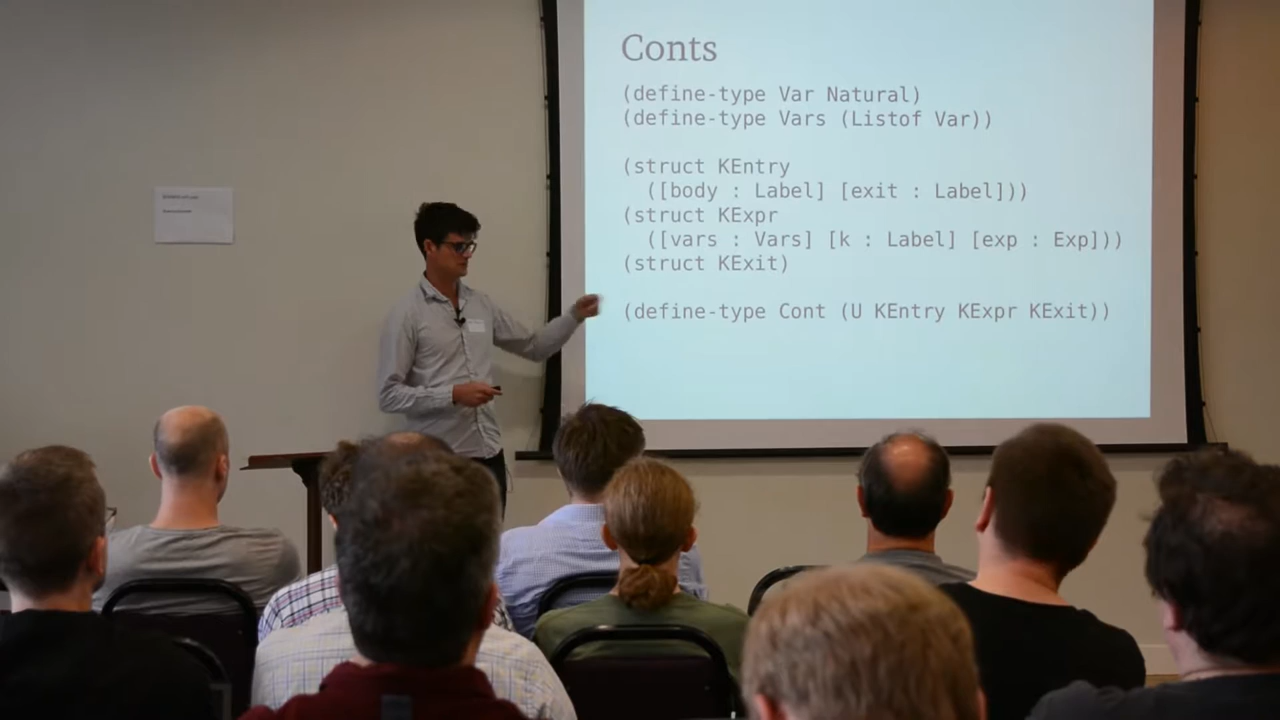 Conts
(define-type Var Natural)
(define-type Vars (Listof Var))
(struct KEntry
([body : Label] [exit : Label]))
(struct KExpr
([vars : Vars] [k : Label] [exp : Exp]))
(struct KExit)
(define-type Cont (U KEntry KExpr KExit))